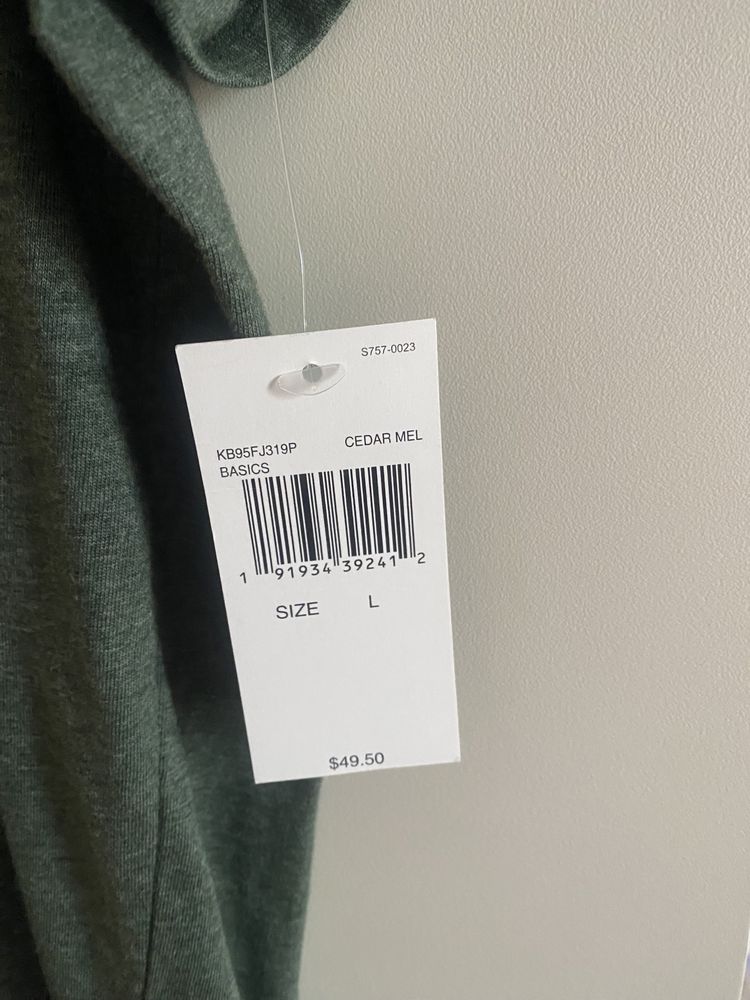 S757-0023
KB95FJ319P CEDAR MEL
BASICS
1 91934 39241 2
SIZE L
$49.50